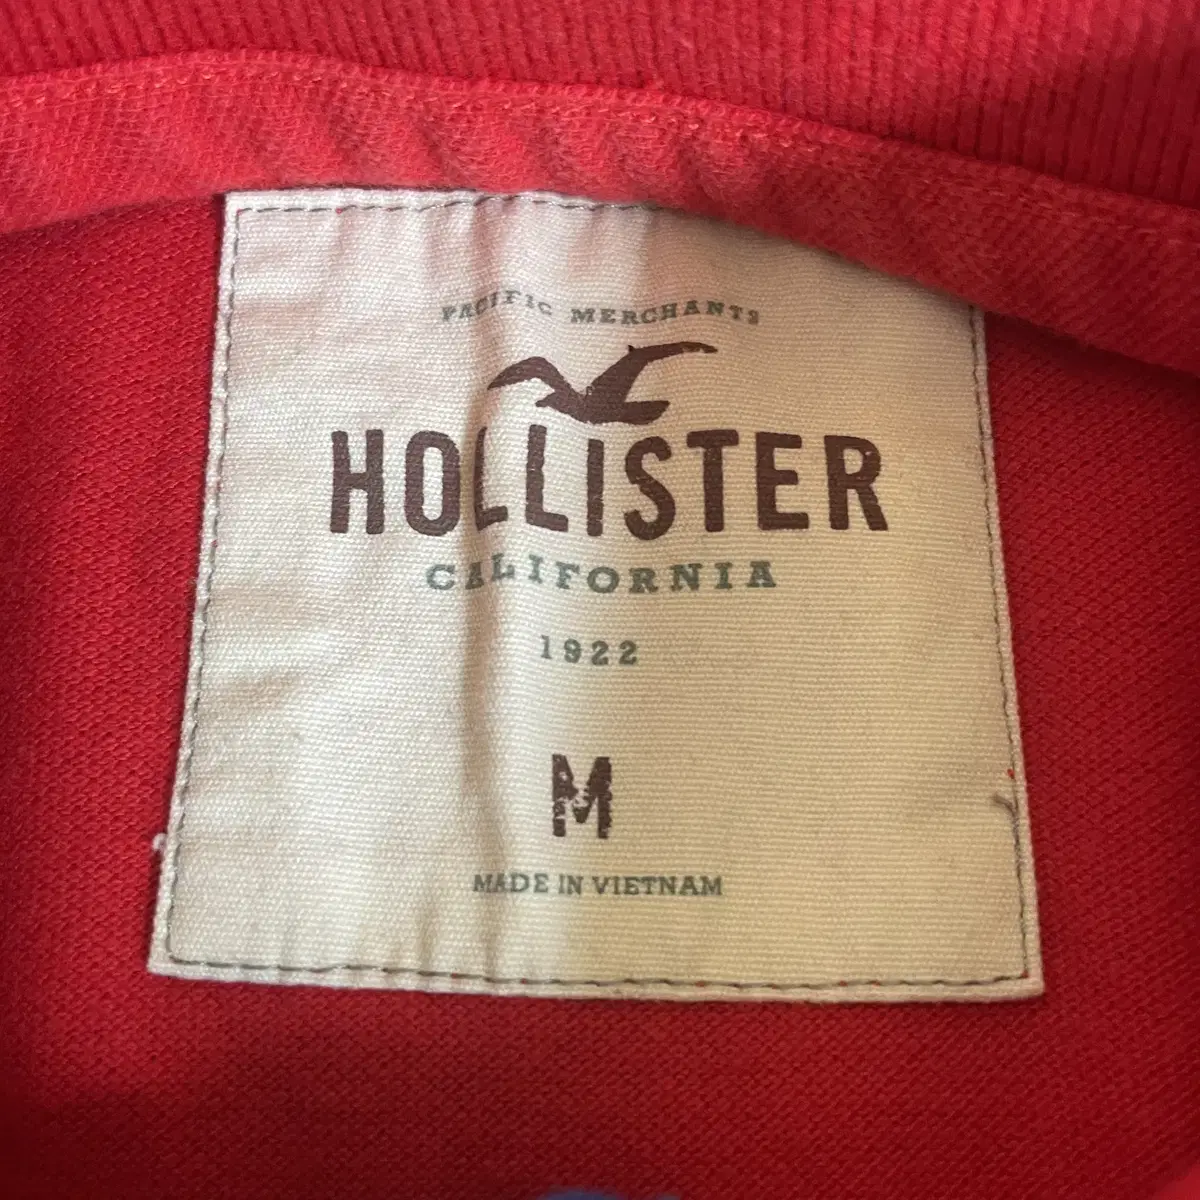 PACIFIC MERCHANTS
HOLLISTER
CALIFORNIA
1922
M
MADE IN VIETNAM